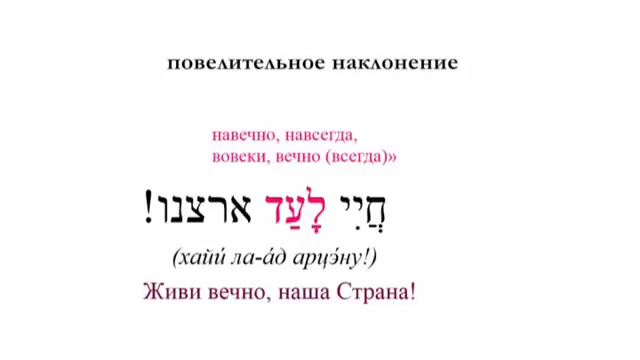 повелительное наклонение
навечно, навсегда,
вовеки, вечно (всегда)»
חֲיִי לָעַד ארצנו!
(хайи́ ла-а́д арцэ́ну!)
Живи вечно, наша Страна!